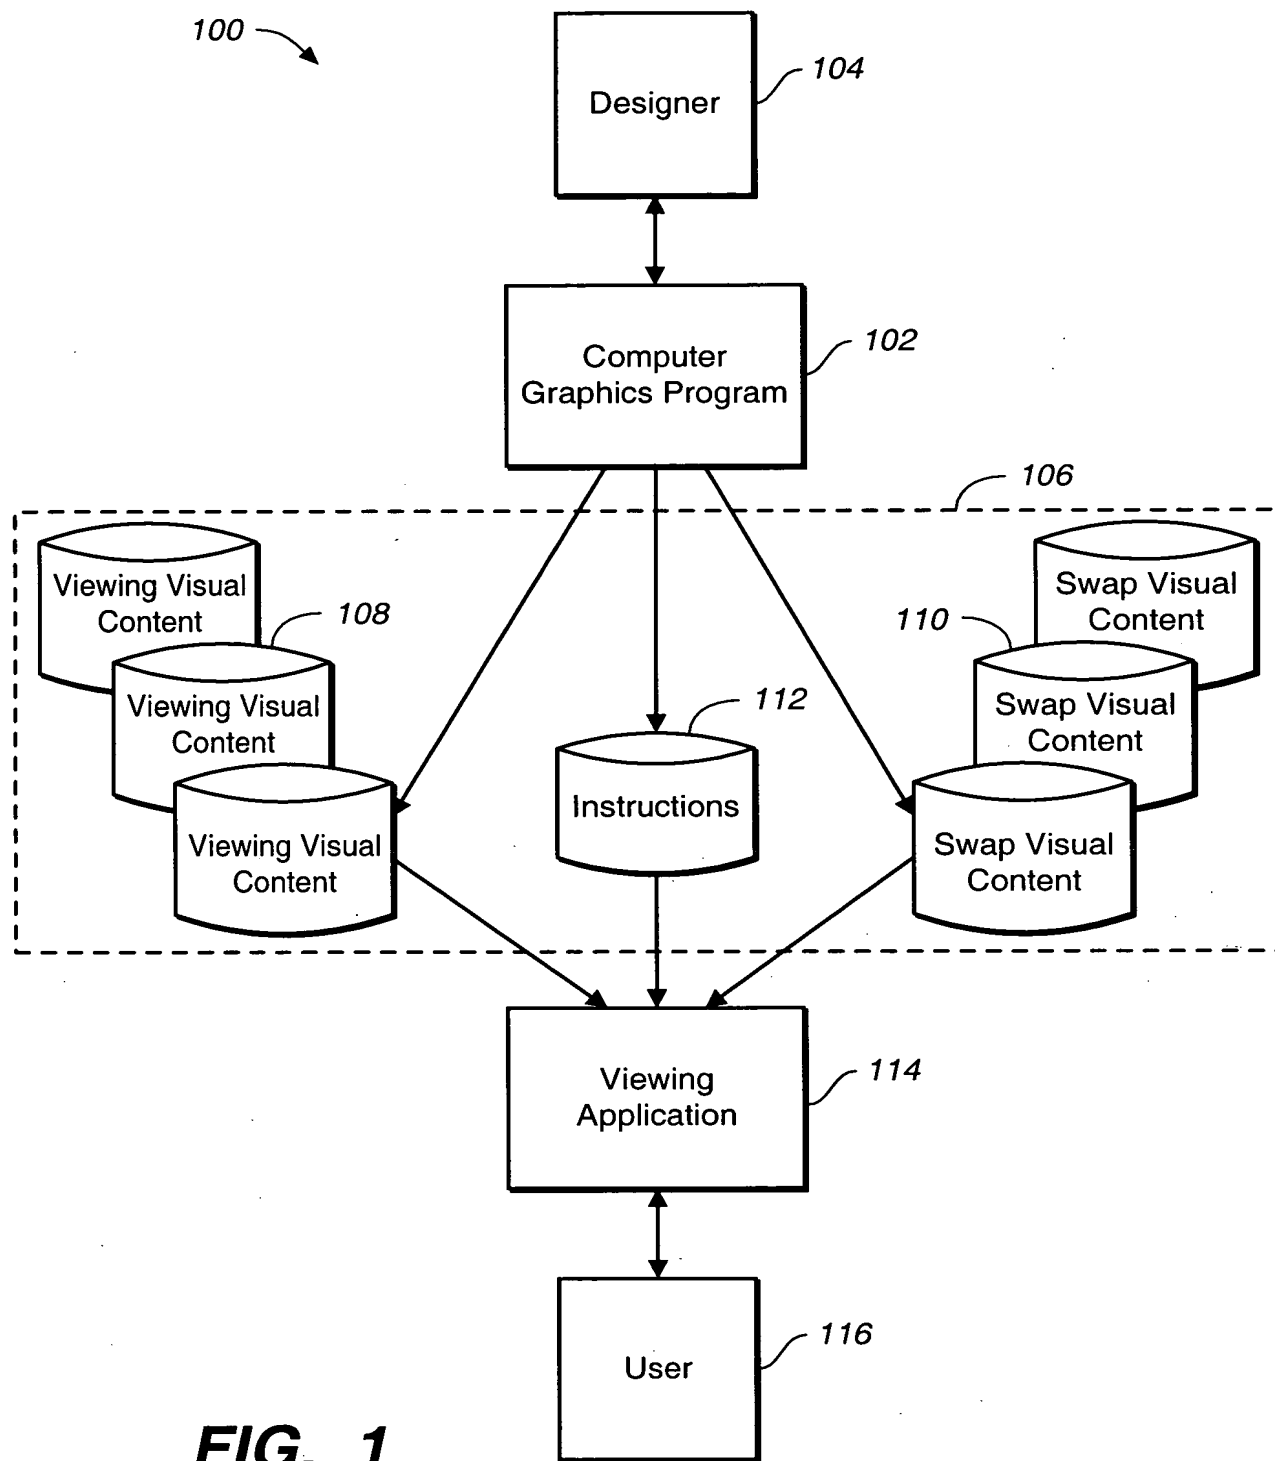 100
104
Designer
102
Computer
Graphics Program
106
Viewing Visual
Content
108
Viewing Visual
Content
Viewing Visual
Content
112
Instructions
Swap Visual
Content
110
Swap Visual
Content
Swap Visual
Content
Viewing
Application
114
User
116
FIG. 1